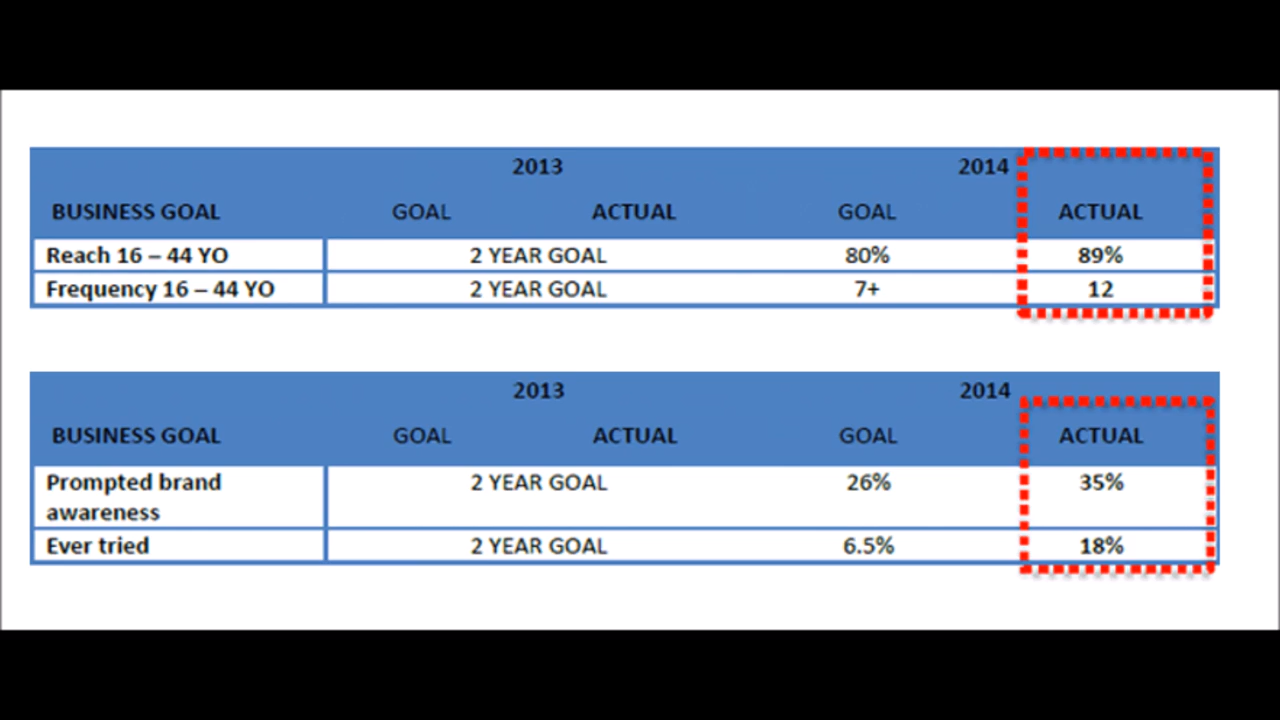 2013 2014
BUSINESS GOAL GOAL ACTUAL GOAL ACTUAL
Reach 16 – 44 YO 2 YEAR GOAL 80% 89%
Frequency 16 – 44 YO 2 YEAR GOAL 7+ 12
2013 2014
BUSINESS GOAL GOAL ACTUAL GOAL ACTUAL
Prompted brand 2 YEAR GOAL 26% 35%
awareness
Ever tried 2 YEAR GOAL 6.5% 18%